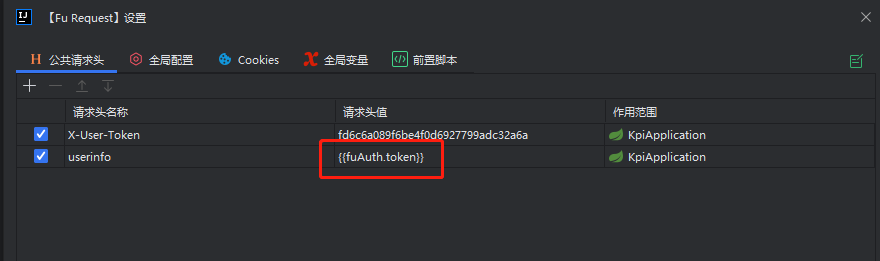 【Fu Request】设置
公共请求头 全局配置 Cookies 全局变量 前置脚本
请求头名称 请求头值 作用范围
X-User-Token fd6c6a089f6be4f0d6927799adc32a6a KpiApplication
userinfo {{fuAuth.token}} KpiApplication